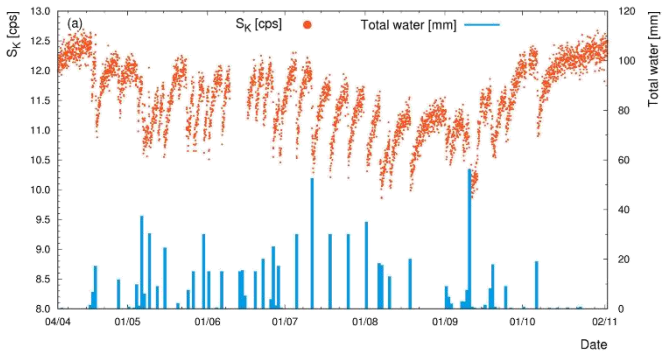 (a)
S_K [cps]
Total water [mm]
S_K [cps]
Total water [mm]
13.0
12.5
12.0
11.5
11.0
10.5
10.0
9.5
9.0
8.5
8.0
120
100
80
60
40
20
0
04/04 01/05 01/06 01/07 01/08 01/09 01/10 02/11
Date